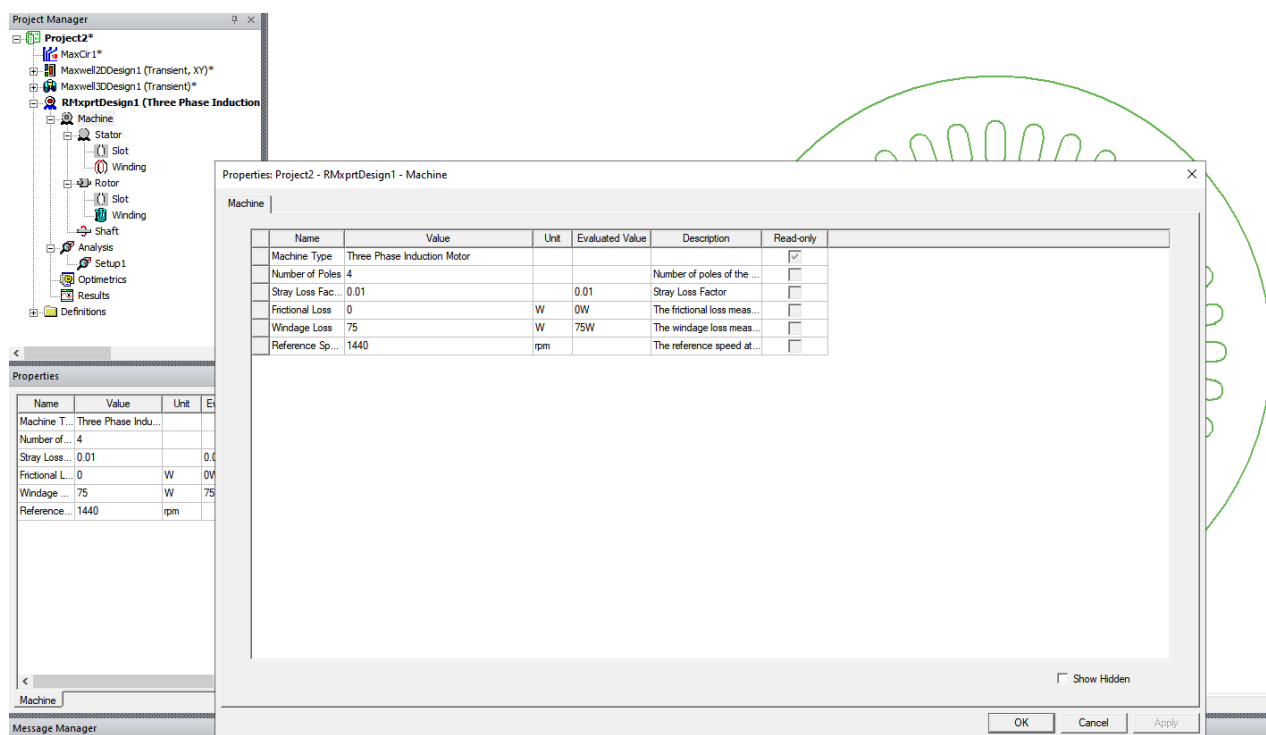 Project Manager
Project2*
MaxCir1*
Maxwell2DDesign1 (Transient, XY)*
Maxwell3DDesign1 (Transient)*
RMxprtDesign1 (Three Phase Induction
Machine
Stator
Slot
Winding
Rotor
Slot
Winding
Shaft
Analysis
Setup1
Optimetrics
Results
Definitions
Properties
Name Value Unit Ev
Machine T... Three Phase Indu...
Number of... 4
Stray Loss... 0.01 0.0
Frictional L... 0 W 0W
Windage ... 75 W 75
Reference... 1440 rpm
Machine
Message Manager
Properties: Project2 - RMxprtDesign1 - Machine
Machine
Name Value Unit Evaluated Value Description Read-only
Machine Type Three Phase Induction Motor
Number of Poles 4 Number of poles of the ...
Stray Loss Fac... 0.01 0.01 Stray Loss Factor
Frictional Loss 0 W 0W The frictional loss meas...
Windage Loss 75 W 75W The windage loss meas...
Reference Sp... 1440 rpm The reference speed at...
Show Hidden
OK Cancel Apply